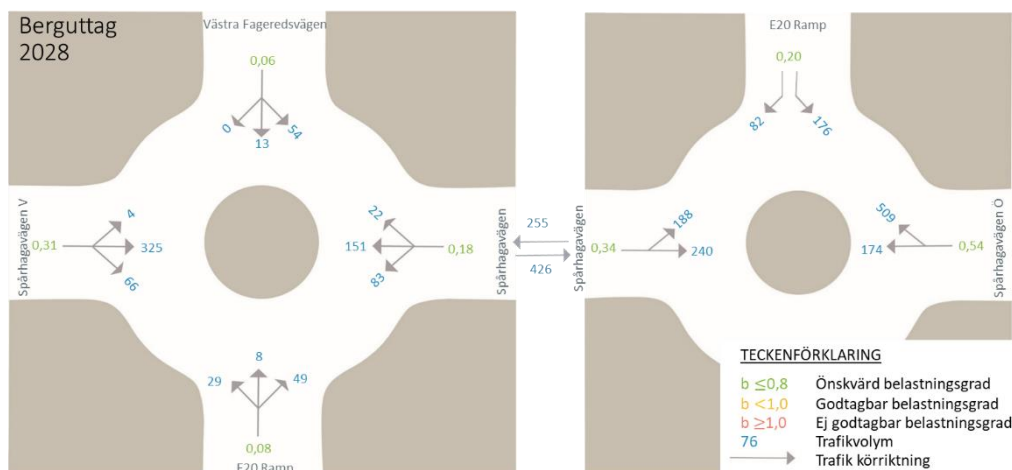 Berguttag
2028
Västra Fageredsvägen
0,06
0
13
54
Spårhagavägen V
0,31
4
325
66
22
151
83
0,18
Spårhagavägen
29
8
49
0,08
E20 Ramp
255
426
E20 Ramp
0,20
82
176
Spårhagavägen
0,34
188
240
509
174
0,54
Spårhagavägen Ö
TECKENFÖRKLARING
b ≤0,8 Önskvärd belastningsgrad
b <1,0 Godtagbar belastningsgrad
b ≥1,0 Ej godtagbar belastningsgrad
76 Trafikvolym
Trafik körriktning